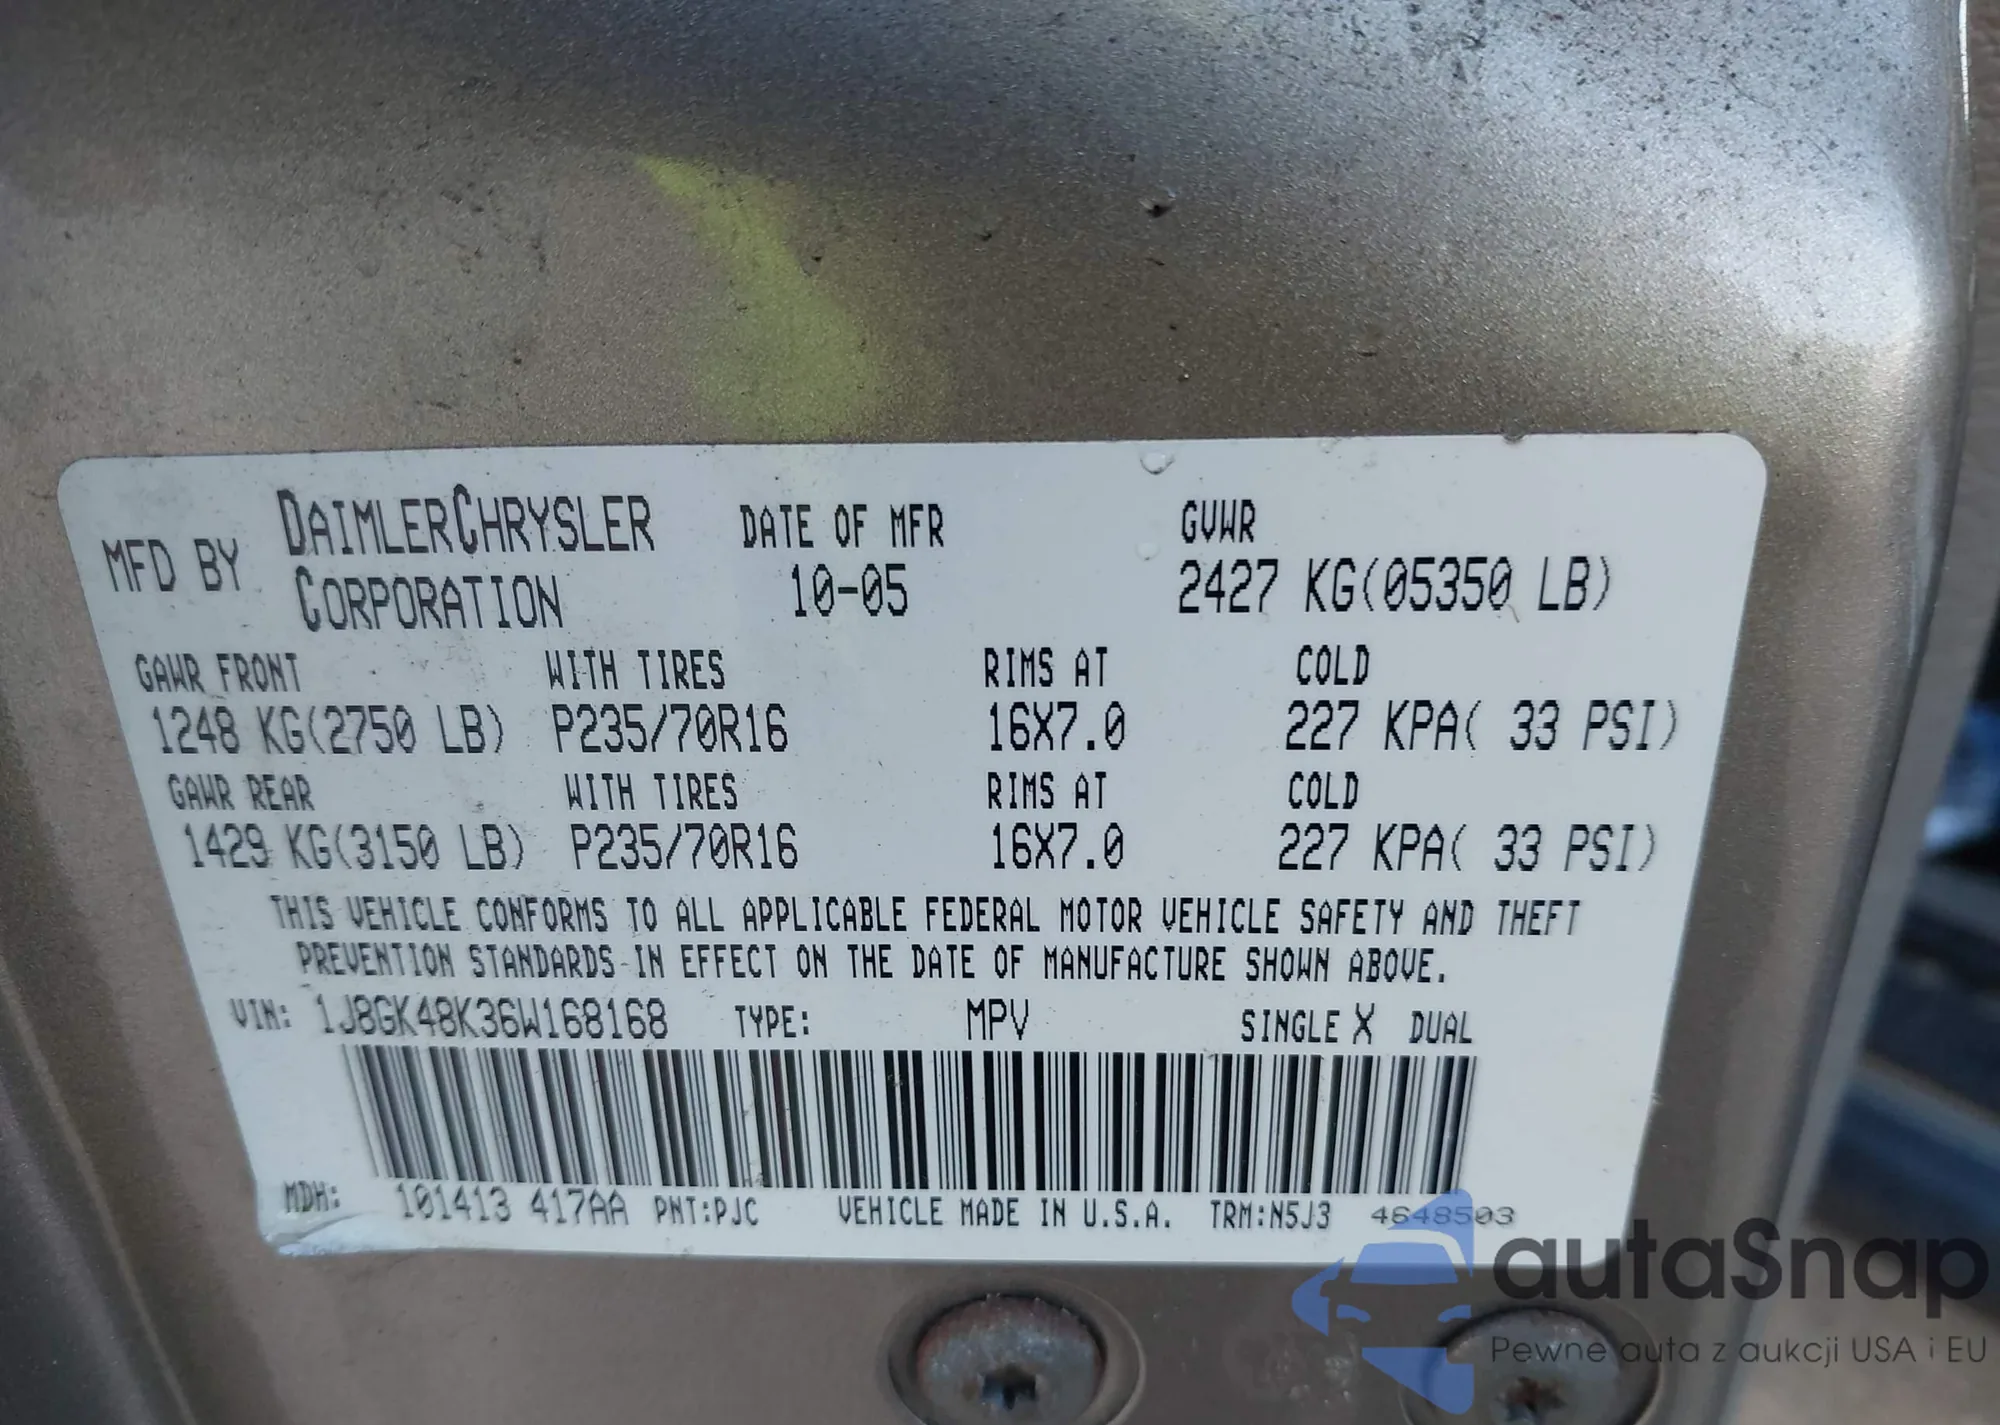 MFD BY DAIMLERCHRYSLER CORPORATION DATE OF MFR 10-05 GVWR 2427 KG(05350 LB)
GAWR FRONT WITH TIRES RIMS AT COLD
1248 KG(2750 LB) P235/70R16 16X7.0 227 KPA( 33 PSI)
GAWR REAR WITH TIRES RIMS AT COLD
1429 KG(3150 LB) P235/70R16 16X7.0 227 KPA( 33 PSI)
THIS VEHICLE CONFORMS TO ALL APPLICABLE FEDERAL MOTOR VEHICLE SAFETY AND THEFT
PREVENTION STANDARDS IN EFFECT ON THE DATE OF MANUFACTURE SHOWN ABOVE.
VIN: 1J8GK48K36W168168 TYPE: MPV SINGLE X DUAL
MDH: 101413 417AA PNT:PJC VEHICLE MADE IN U.S.A. TRM:N5J3 4648503
autaSnap
Pewne auta z aukcji USA i EU